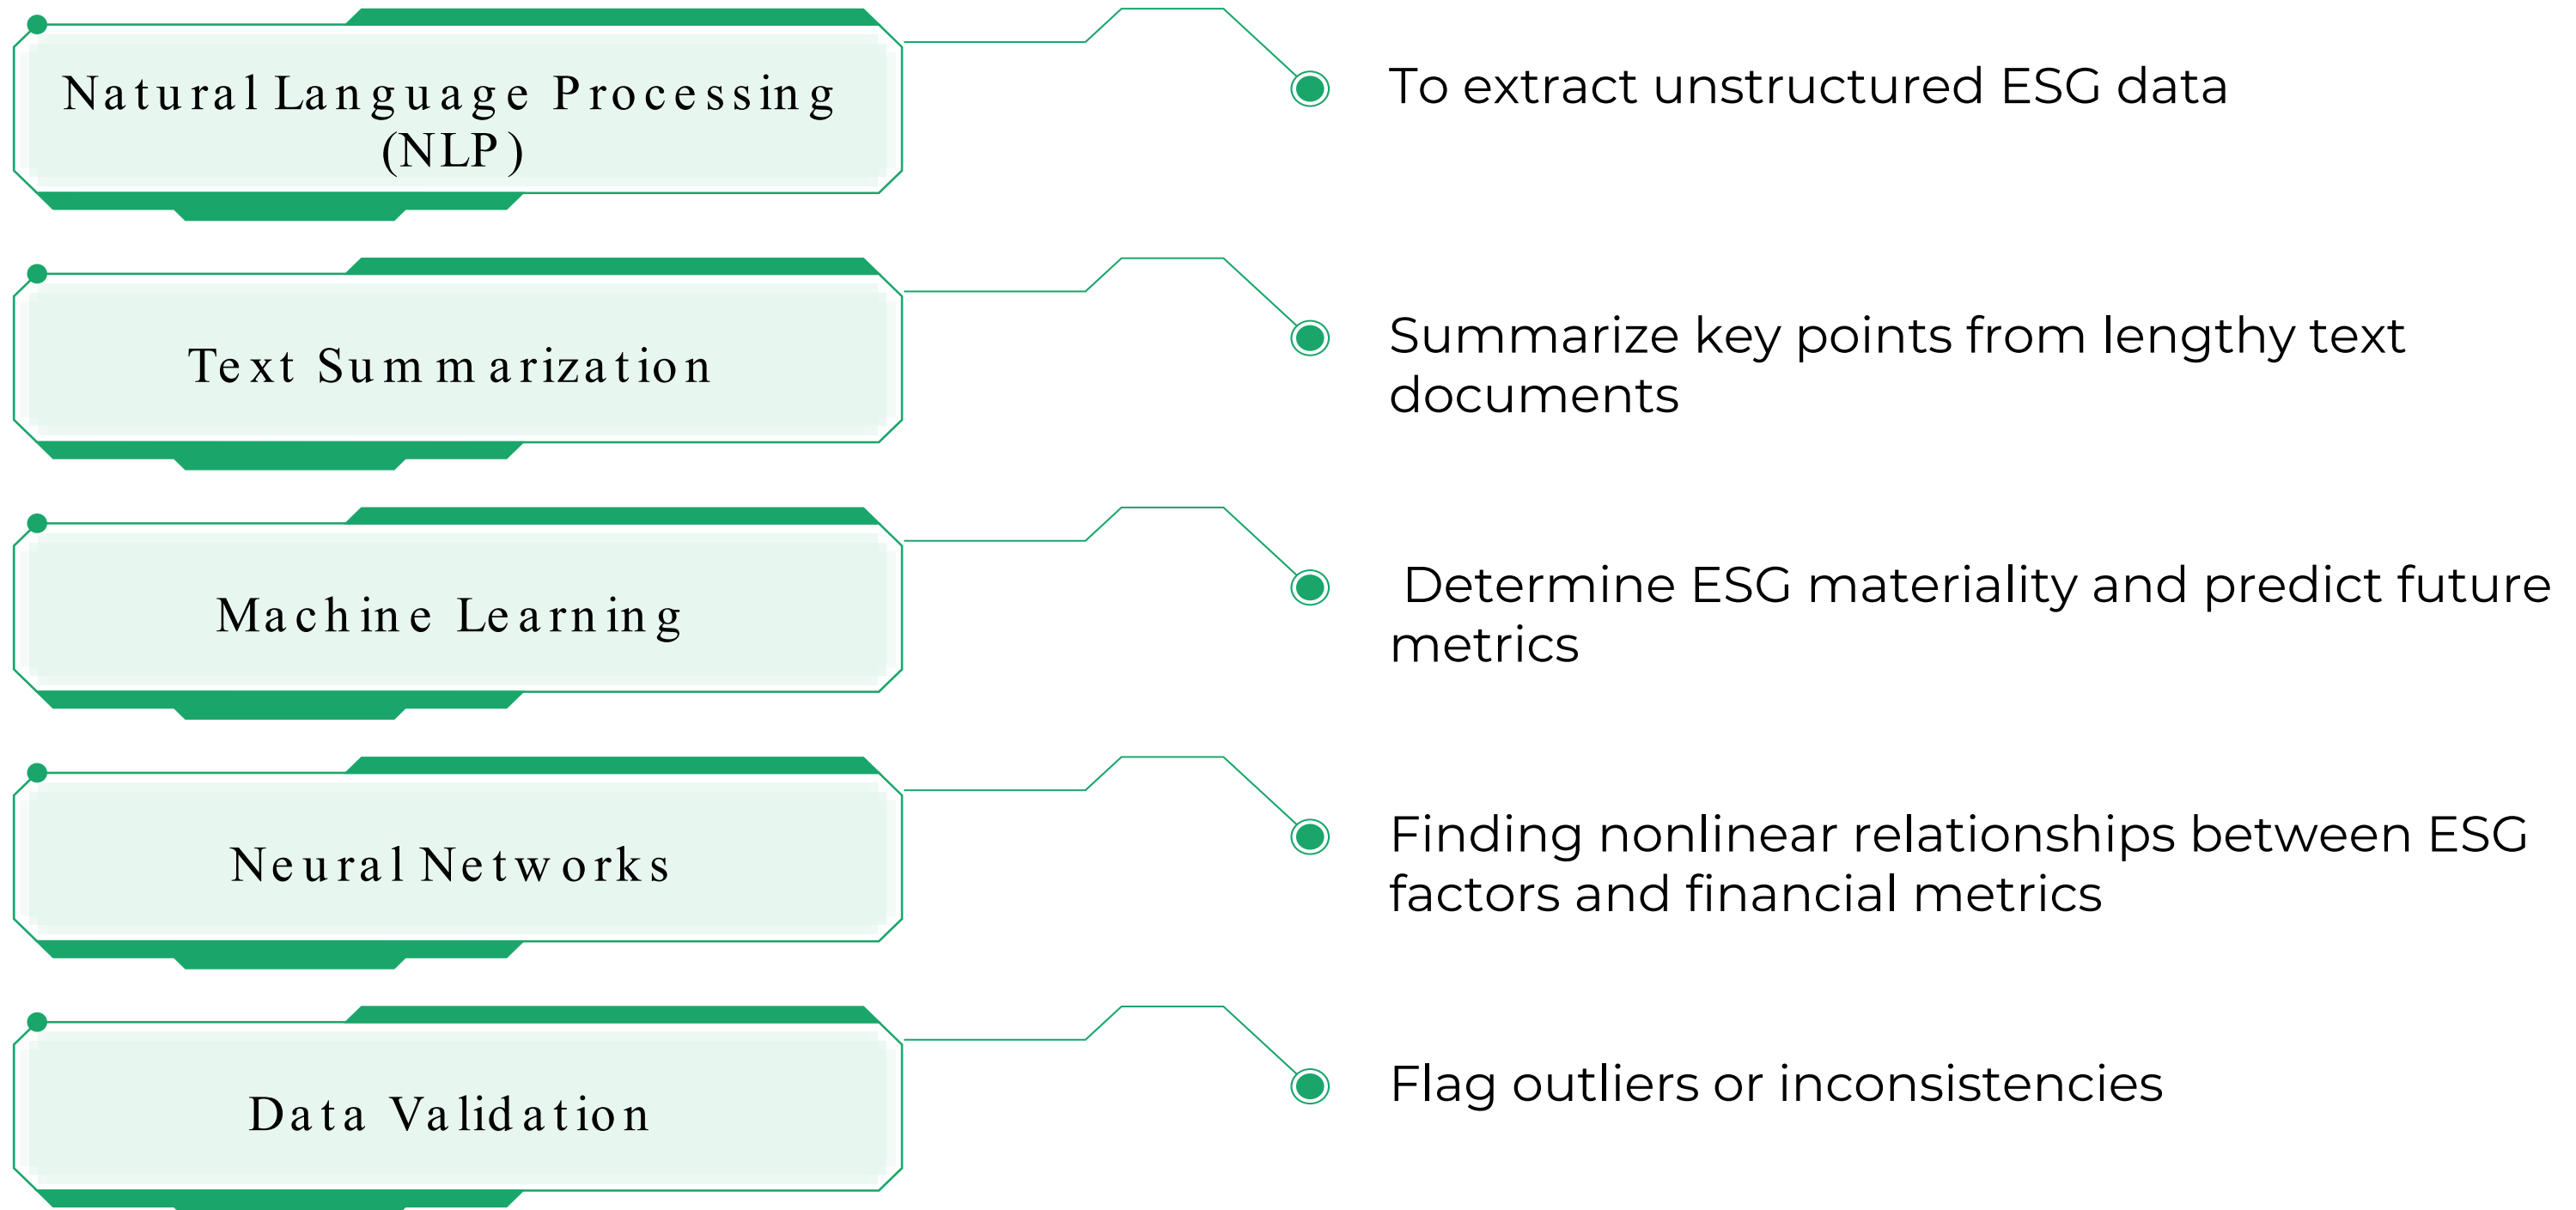 Natural Language Processing
(NLP)
To extract unstructured ESG data
Text Summarization
Summarize key points from lengthy text
documents
Machine Learning
Determine ESG materiality and predict future
metrics
Neural Networks
Finding nonlinear relationships between ESG
factors and financial metrics
Data Validation
Flag outliers or inconsistencies